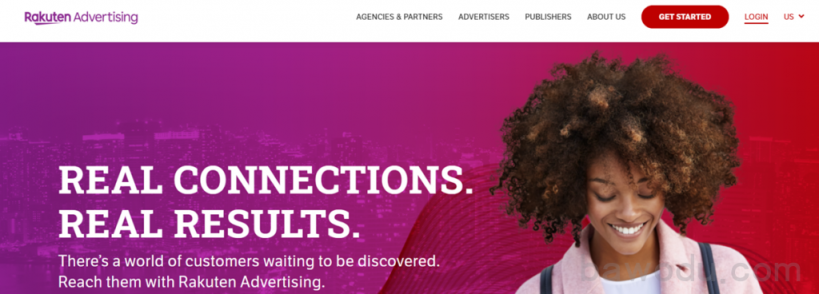 Rakuten Advertising
AGENCIES & PARTNERS ADVERTISERS PUBLISHERS ABOUT US GET STARTED LOGIN US
REAL CONNECTIONS.
REAL RESULTS.
There's a world of customers waiting to be discovered.
Reach them with Rakuten Advertising.